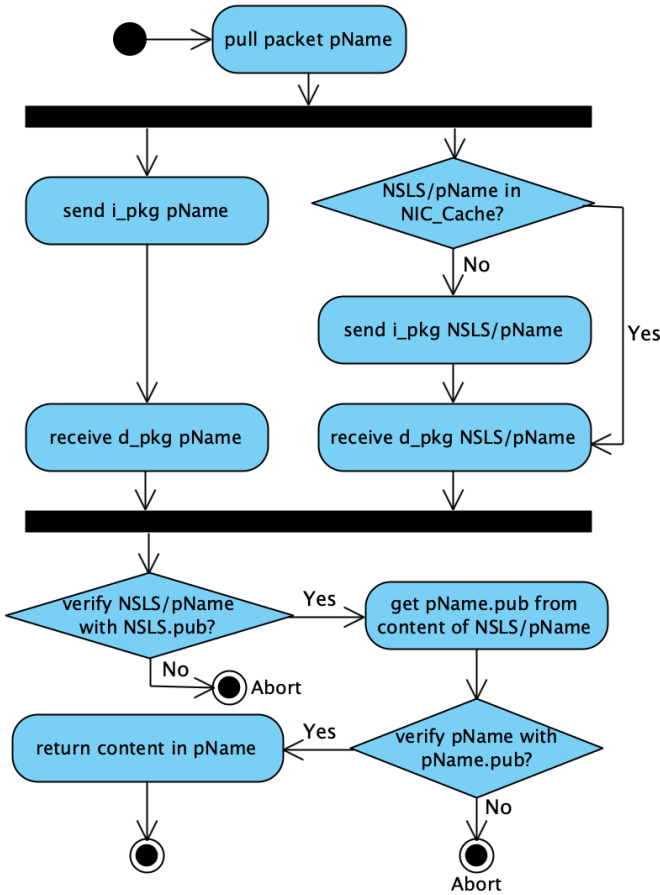 pull packet pName
send i_pkg pName
NSLS/pName in
NIC_Cache?
No
send i_pkg NSLS/pName
Yes
receive d_pkg pName
receive d_pkg NSLS/pName
verify NSLS/pName
with NSLS.pub?
Yes
get pName.pub from
content of NSLS/pName
No
Abort
return content in pName
Yes
verify pName with
pName.pub?
No
Abort